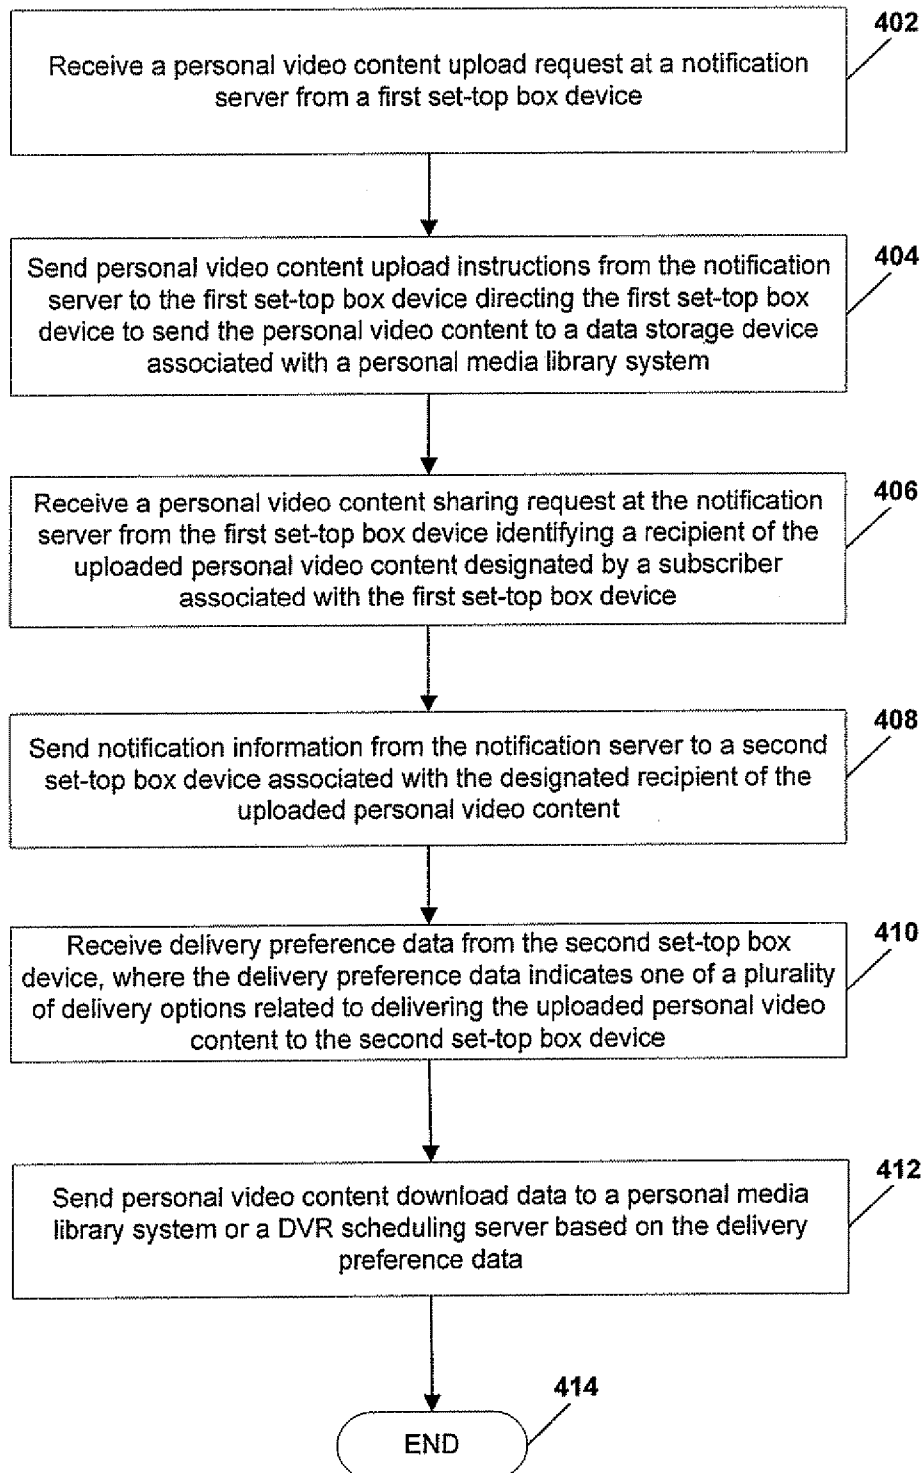 402
Receive a personal video content upload request at a notification
server from a first set-top box device
Send personal video content upload instructions from the notification
server to the first set-top box device directing the first set-top box
device to send the personal video content to a data storage device
associated with a personal media library system
404
Receive a personal video content sharing request at the notification
server from the first set-top box device identifying a recipient of the
uploaded personal video content designated by a subscriber
associated with the first set-top box device
406
Send notification information from the notification server to a second
set-top box device associated with the designated recipient of the
uploaded personal video content
408
Receive delivery preference data from the second set-top box
device, where the delivery preference data indicates one of a plurality
of delivery options related to delivering the uploaded personal video
content to the second set-top box device
410
Send personal video content download data to a personal media
library system or a DVR scheduling server based on the delivery
preference data
412
414
END